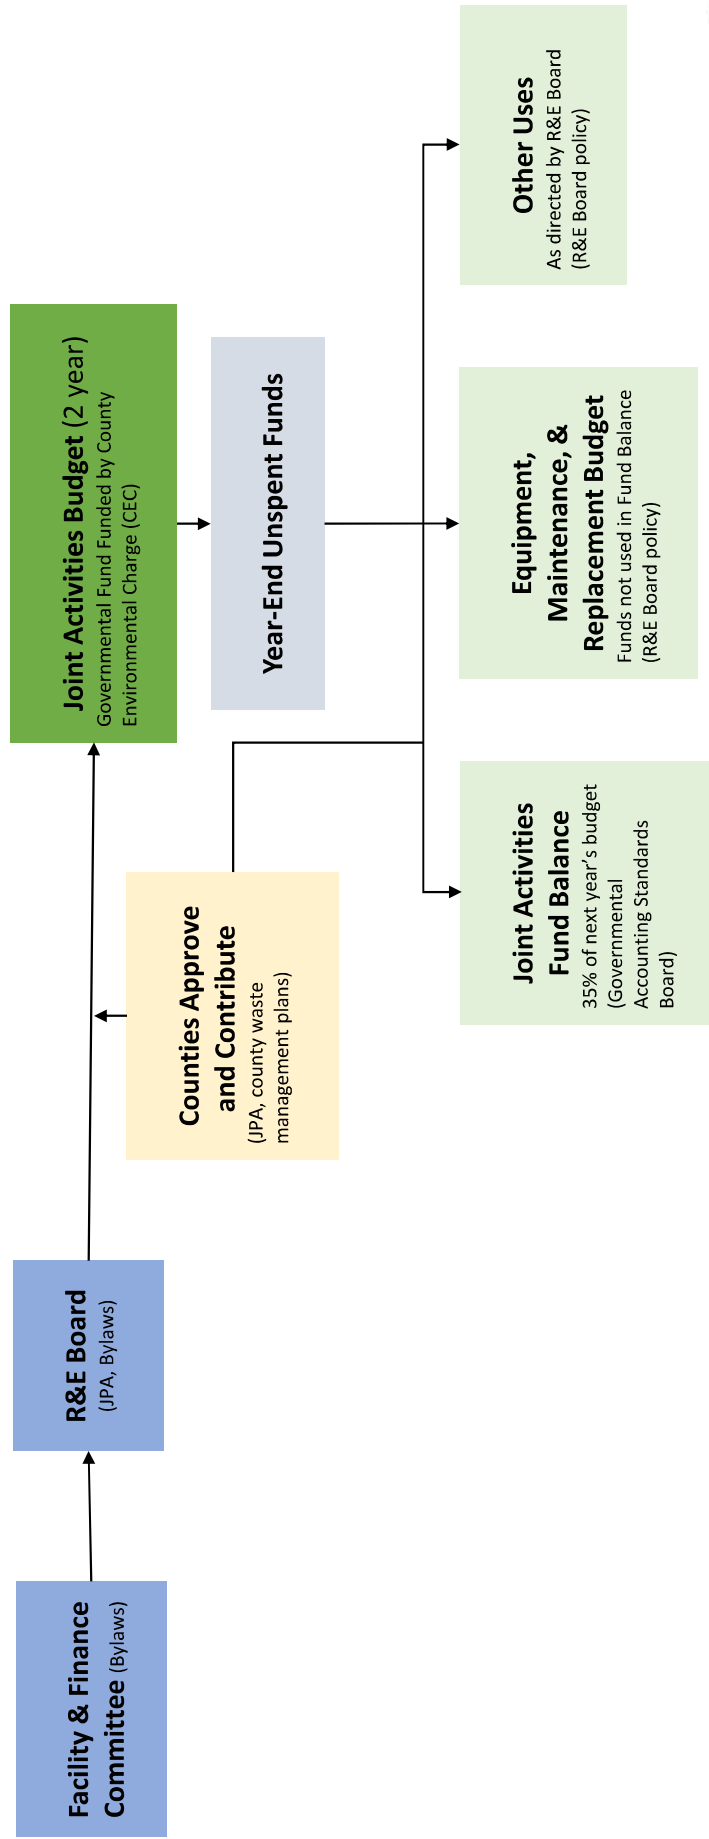 Facility & Finance
Committee (Bylaws)
R&E Board
(JPA, Bylaws)
Joint Activities Budget (2 year)
Governmental Fund Funded by County
Environmental Charge (CEC)
Counties Approve
and Contribute
(JPA, county waste
management plans)
Year-End Unspent Funds
Joint Activities
Fund Balance
35% of next year’s budget
(Governmental
Accounting Standards
Board)
Equipment,
Maintenance, &
Replacement Budget
Funds not used in Fund Balance
(R&E Board policy)
Other Uses
As directed by R&E Board
(R&E Board policy)